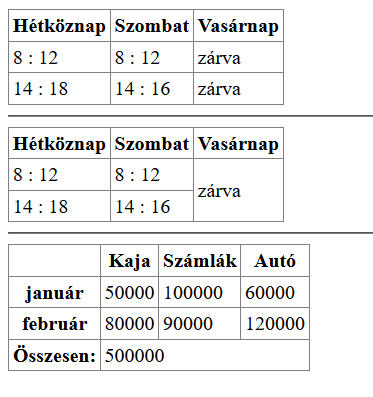 Hétköznap Szombat Vasárnap
8 : 12 8 : 12 zárva
14 : 18 14 : 16 zárva
Hétköznap Szombat Vasárnap
8 : 12 8 : 12 zárva
14 : 18 14 : 16
Kaja Számlák Autó
január 50000 100000 60000
február 80000 90000 120000
Összesen: 500000